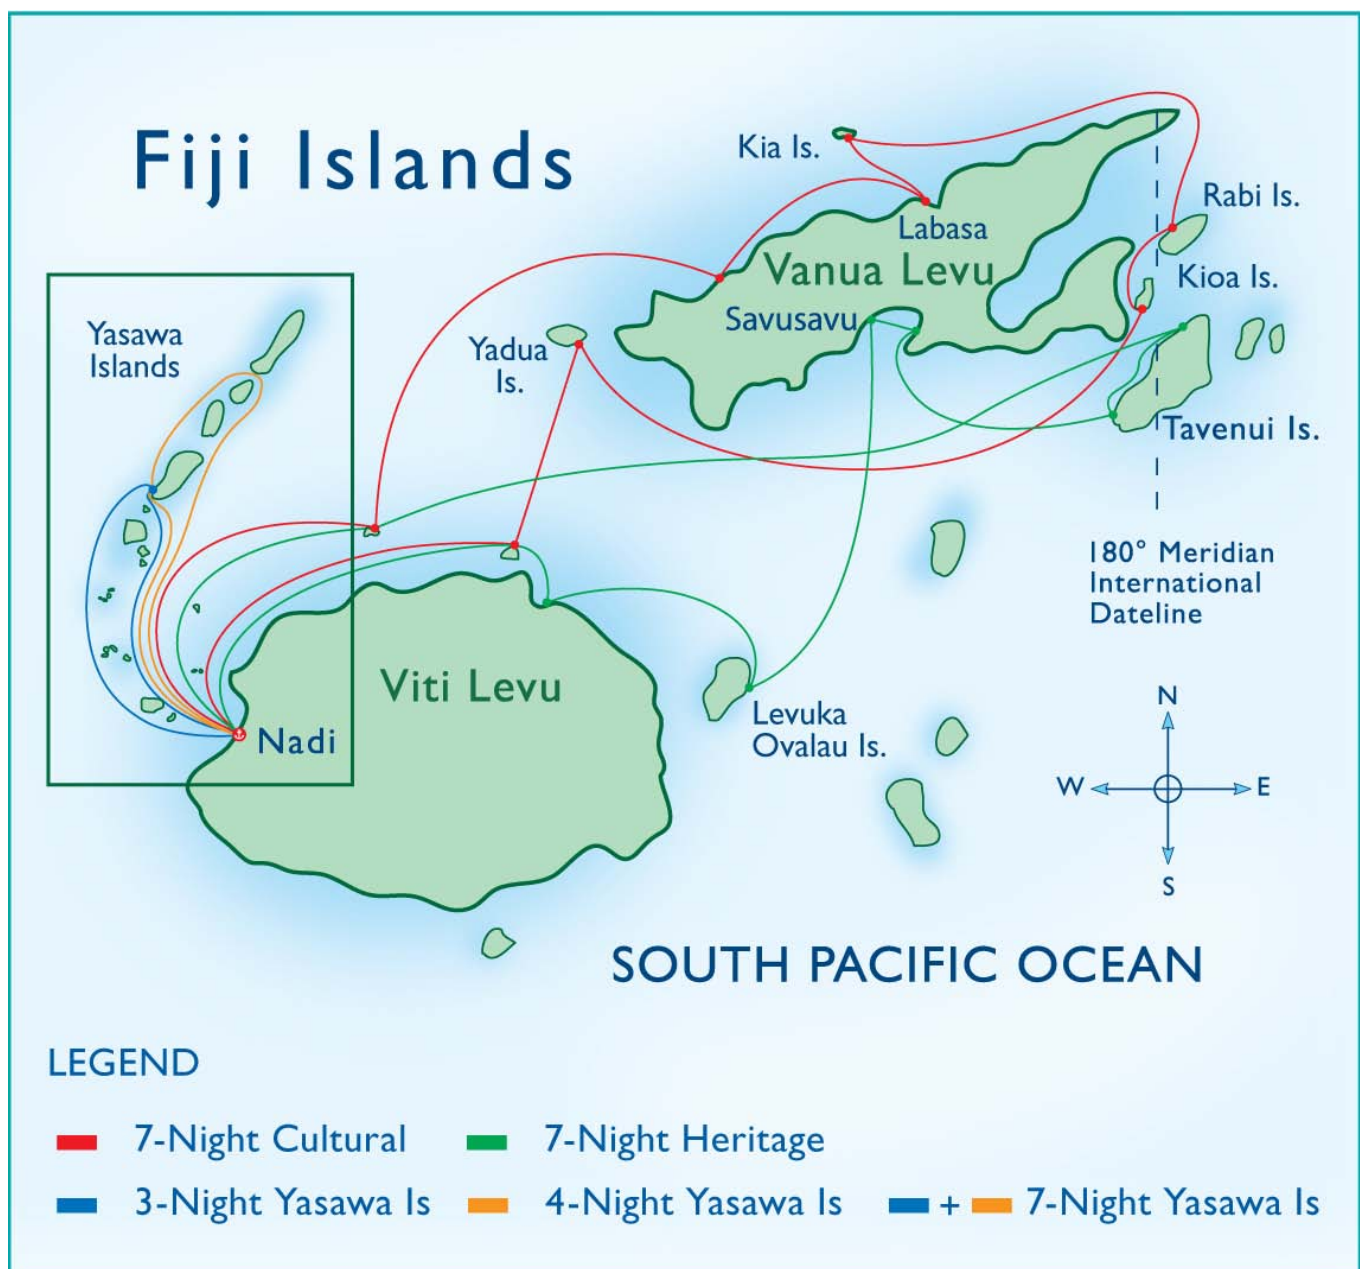 Fiji Islands
Kia Is.
Labasa
Vanua Levu
Savusavu
Rabi Is.
Kioa Is.
Yasawa
Islands
Yadua
Is.
Tavenui Is.
180° Meridian
International
Dateline
Viti Levu
Nadi
Levuka
Ovalau Is.
N
W
E
S
SOUTH PACIFIC OCEAN
LEGEND
7-Night Cultural
7-Night Heritage
3-Night Yasawa Is
4-Night Yasawa Is
+
7-Night Yasawa Is